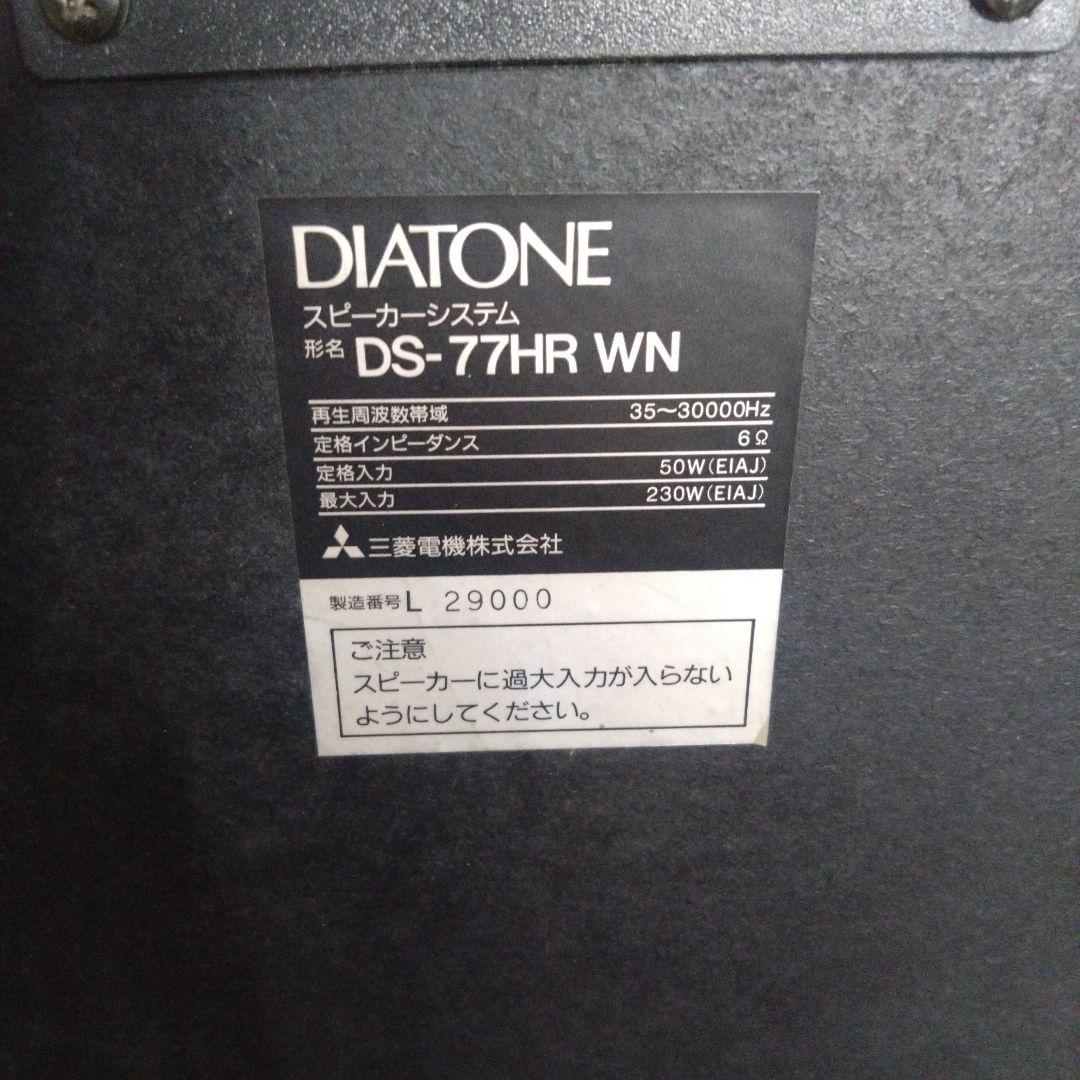 DIATONE
スピーカーシステム
形名 DS-77HR WN
再生周波数帯域 35〜30000Hz
定格インピーダンス 6Ω
定格入力 50W(EIAJ)
最大入力 230W(EIAJ)
三菱電機株式会社
製造番号 L 29000
ご注意
スピーカーに過大入力が入らない
ようにしてください。